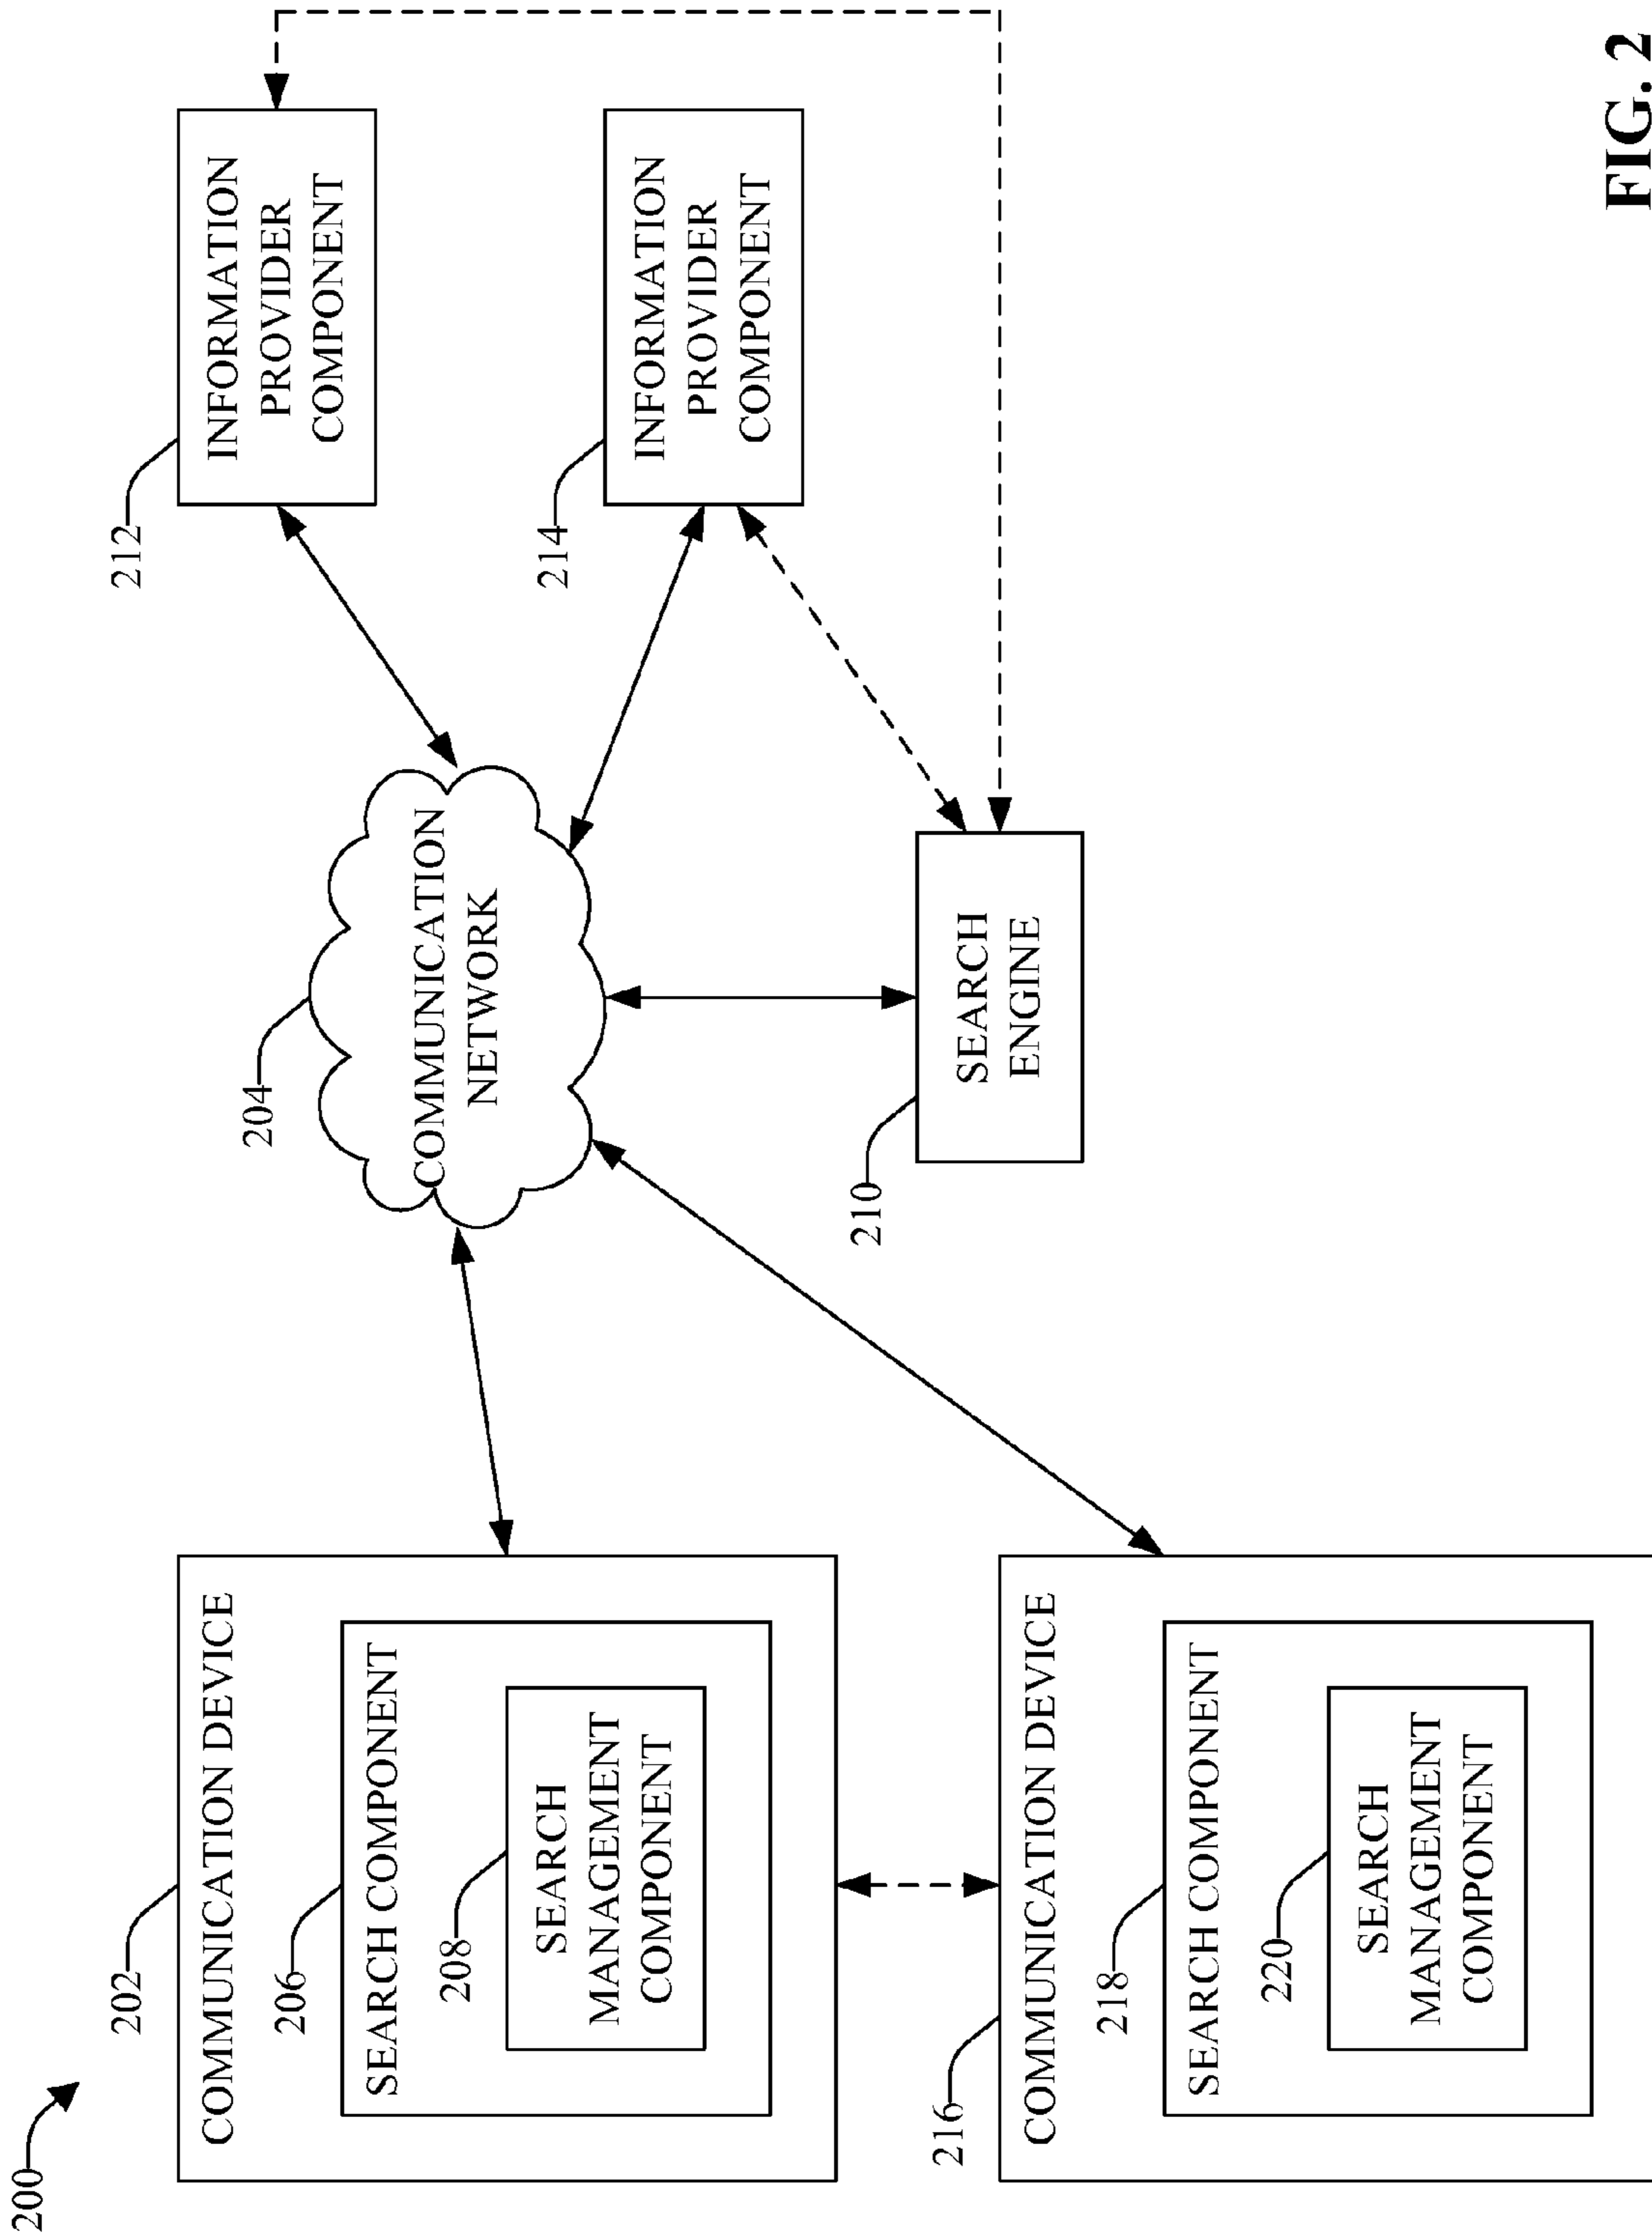 200
202
COMMUNICATION DEVICE
206
SEARCH COMPONENT
208
SEARCH
MANAGEMENT
COMPONENT
216
COMMUNICATION DEVICE
218
SEARCH COMPONENT
220
SEARCH
MANAGEMENT
COMPONENT
204
COMMUNICATION
NETWORK
210
SEARCH
ENGINE
212
INFORMATION
PROVIDER
COMPONENT
214
INFORMATION
PROVIDER
COMPONENT
FIG. 2